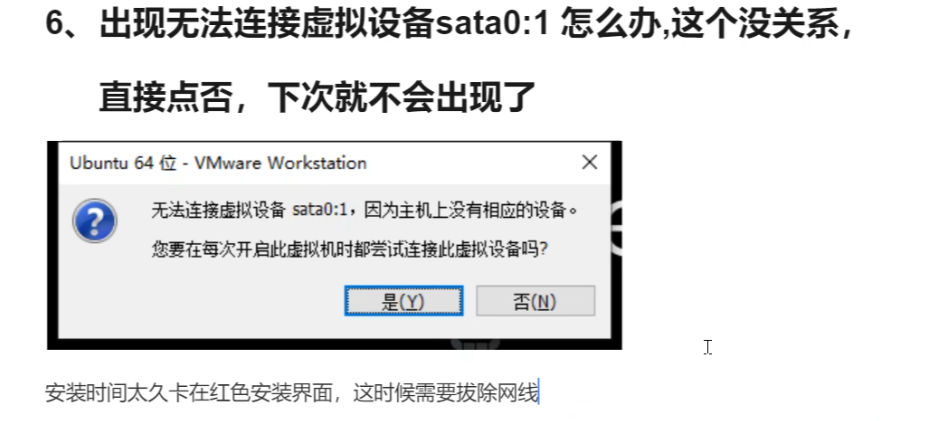 6、出现无法连接虚拟设备sata0:1 怎么办,这个没关系，
直接点否，下次就不会出现了
Ubuntu 64 位 - VMware Workstation
无法连接虚拟设备 sata0:1，因为主机上没有相应的设备。
您要在每次开启此虚拟机时都尝试连接此虚拟设备吗?
是(Y)
否(N)
安装时间太久卡在红色安装界面，这时候需要拔除网线